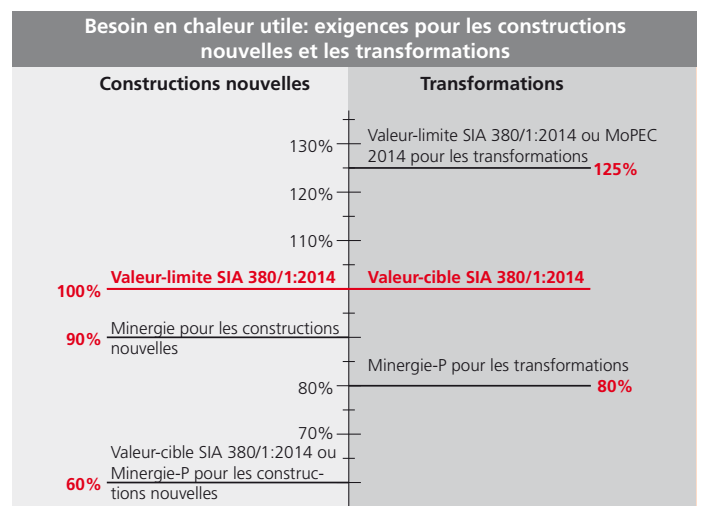 Besoin en chaleur utile: exigences pour les constructions
nouvelles et les transformations
Constructions nouvelles
Transformations
130%
Valeur-limite SIA 380/1:2014 ou MoPEC
2014 pour les transformations
125%
120%
110%
Valeur-limite SIA 380/1:2014
Valeur-cible SIA 380/1:2014
100%
Minergie pour les constructions
nouvelles
90%
Minergie-P pour les transformations
80%
80%
70%
Valeur-cible SIA 380/1:2014 ou
Minergie-P pour les construc-
tions nouvelles
60%